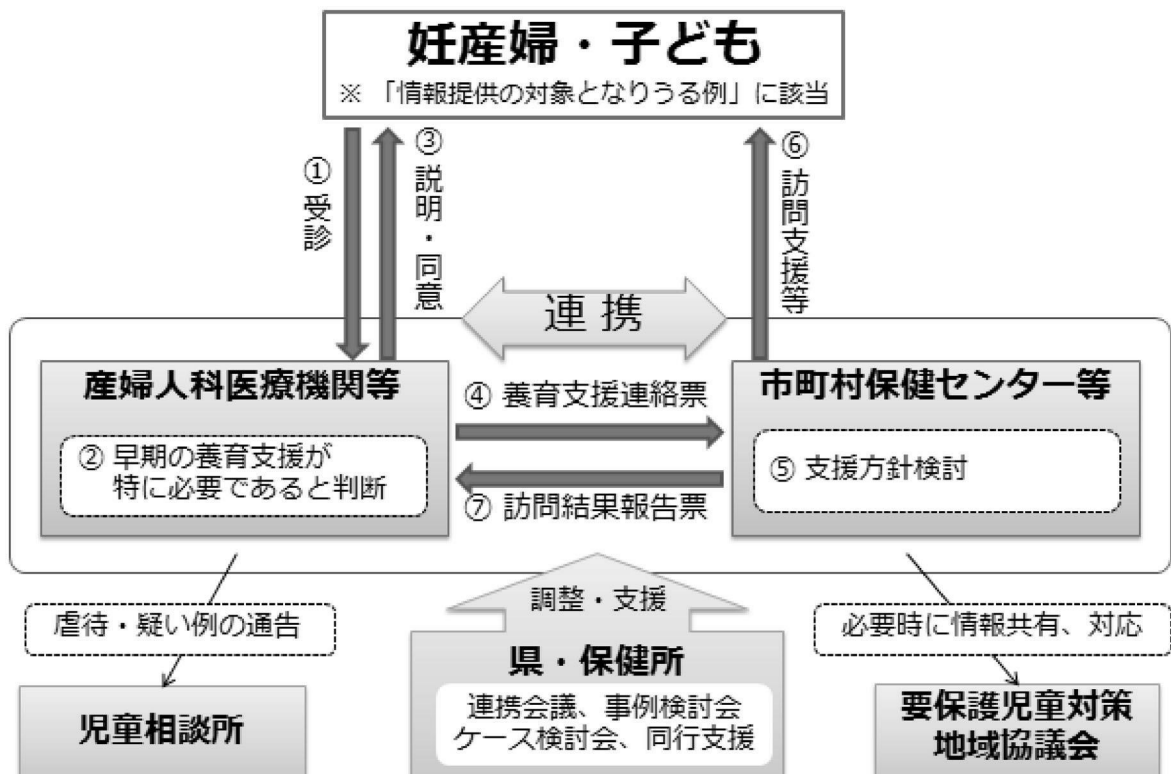 妊産婦・子ども
※ 「情報提供の対象となりうる例」に該当
① 受診
③ 説明・同意
⑥ 訪問支援等
連 携
産婦人科医療機関等
② 早期の養育支援が
特に必要であると判断
④ 養育支援連絡票
⑦ 訪問結果報告票
市町村保健センター等
⑤ 支援方針検討
虐待・疑い例の通告
調整・支援
必要時に情報共有、対応
児童相談所
県・保健所
連携会議、事例検討会
ケース検討会、同行支援
要保護児童対策
地域協議会